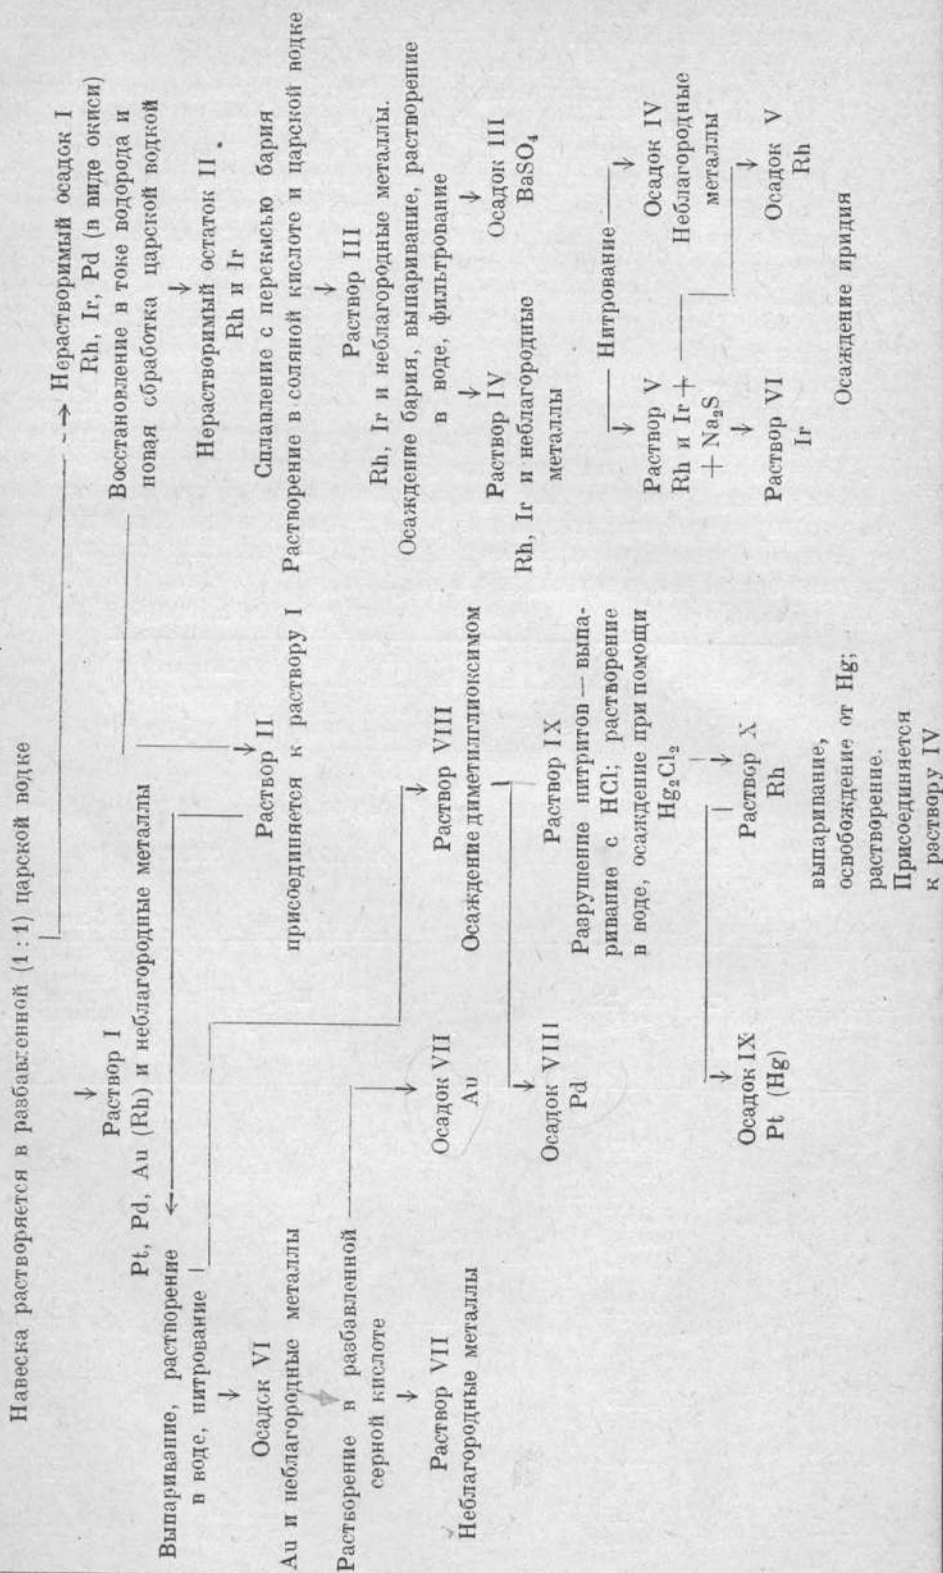 Навеска растворяется в разбавленной (1 : 1) царской водке
Раствор I
Pt, Pd, Au (Rh) и неблагородные металлы
Нерастворимый осадок I
Rh, Ir, Pd (в виде окиси)
Восстановление в токе водорода и
новая обработка царской водкой
Выпаривание, растворение
в воде, нитрование
Раствор II
присоединяется к раствору I
Нерастворимый остаток II
Rh и Ir
Сплавление с перекисью бария
Растворение в соляной кислоте и царской водке
Осадок VI
Au и неблагородные металлы
Растворение в разбавленной
серной кислоте
Раствор III
Rh, Ir и неблагородные металлы.
Осаждение бария, выпаривание, растворение
в воде, фильтрование
Раствор VII
Неблагородные металлы
Осадок VII
Au
Раствор VIII
Осаждение диметилглиоксимом
Раствор IV
Rh, Ir и неблагородные
металлы
Осадок III
BaSO₄
Осадок VIII
Pd
Раствор IX
Разрушение нитритов — выпа-
ривание с HCl; растворение
в воде, осаждение при помощи
Hg₂Cl₂
Нитрование
Раствор V
Rh и Ir +
+ Na₂S
Осадок IV
Неблагородные
металлы
Осадок IX
Pt (Hg)
Раствор X
Rh
Раствор VI
Ir
Осадок V
Rh
выпаривание,
освобождение от Hg;
растворение.
Присоединяется
к раствору IV
Осаждение иридия